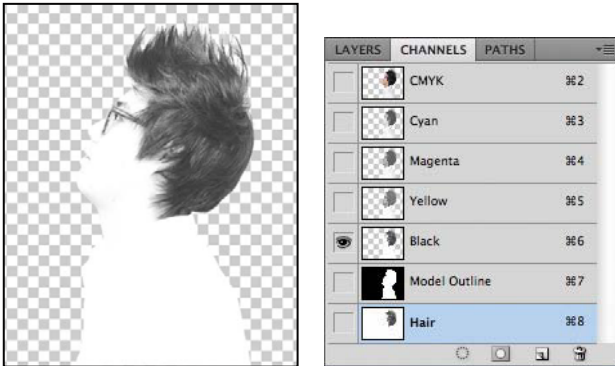 LAYERS CHANNELS PATHS
CMYK ⌘2
Cyan ⌘3
Magenta ⌘4
Yellow ⌘5
Black ⌘6
Model Outline ⌘7
Hair ⌘8